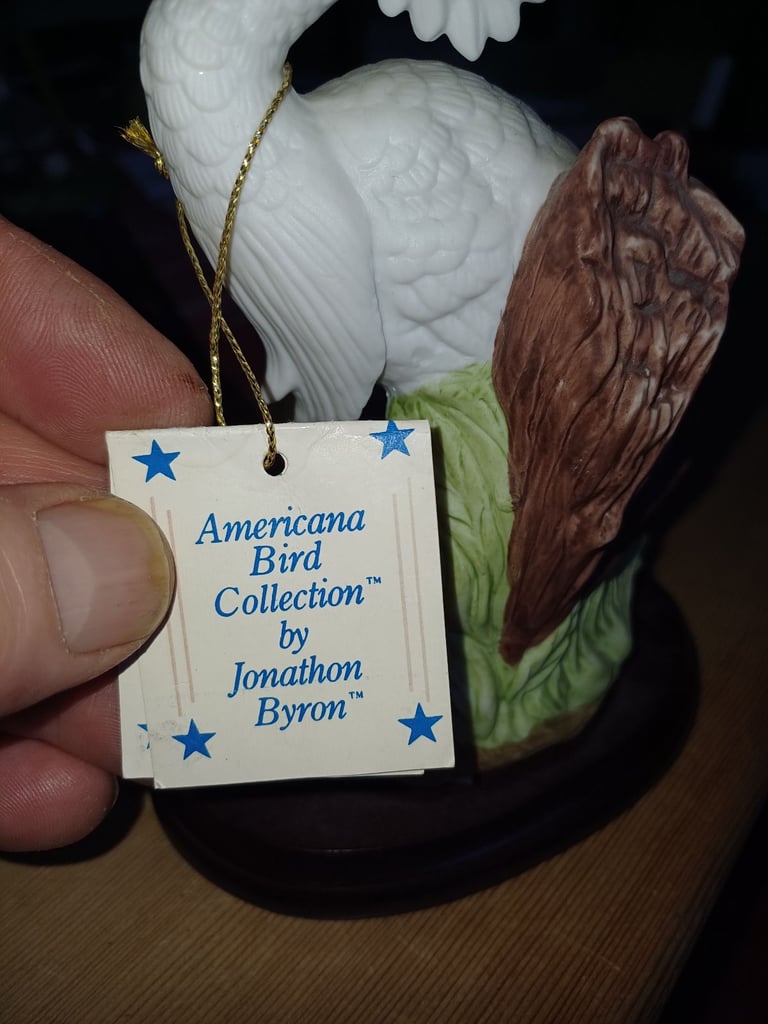 Americana
Bird
Collection™
by
Jonathon
Byron™